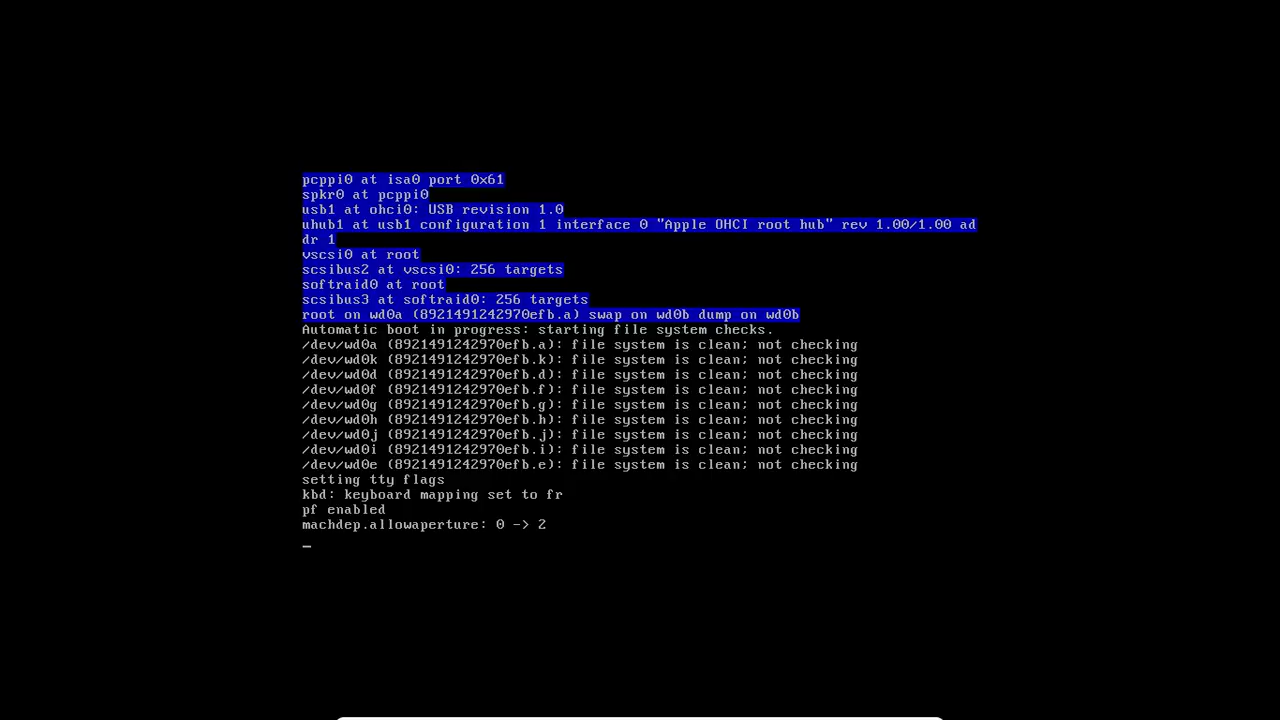 pcppi0 at isa0 port 0x61
spkr0 at pcppi0
usb1 at ohci0: USB revision 1.0
uhub1 at usb1 configuration 1 interface 0 "Apple OHCI root hub" rev 1.00/1.00 ad
dr 1
vscsi0 at root
scsibus2 at vscsi0: 256 targets
softraid0 at root
scsibus3 at softraid0: 256 targets
root on wd0a (8921491242970efb.a) swap on wd0b dump on wd0b
Automatic boot in progress: starting file system checks.
/dev/wd0a (8921491242970efb.a): file system is clean; not checking
/dev/wd0k (8921491242970efb.k): file system is clean; not checking
/dev/wd0d (8921491242970efb.d): file system is clean; not checking
/dev/wd0f (8921491242970efb.f): file system is clean; not checking
/dev/wd0g (8921491242970efb.g): file system is clean; not checking
/dev/wd0h (8921491242970efb.h): file system is clean; not checking
/dev/wd0j (8921491242970efb.j): file system is clean; not checking
/dev/wd0i (8921491242970efb.i): file system is clean; not checking
/dev/wd0e (8921491242970efb.e): file system is clean; not checking
setting tty flags
kbd: keyboard mapping set to fr
pf enabled
machdep.allowaperture: 0 -> 2
_